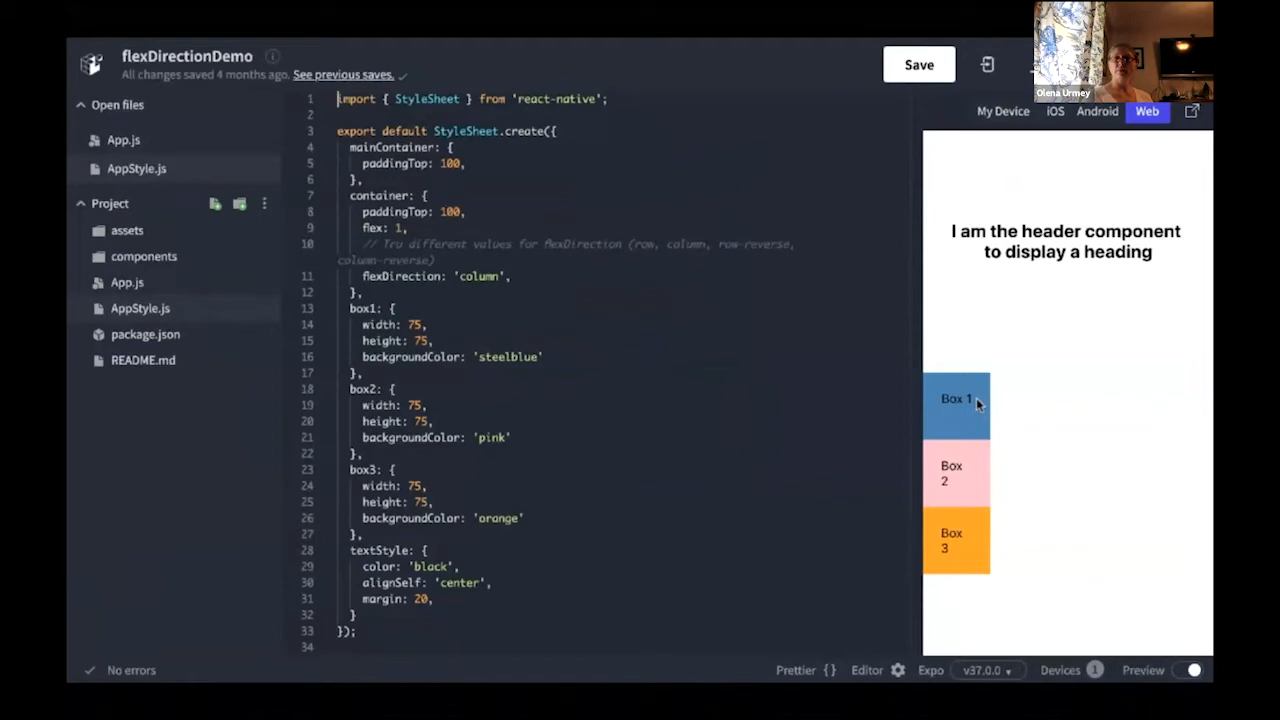 flexDirectionDemo
All changes saved 4 months ago. See previous saves.
Save
Olena Urmey
Open files
App.js
AppStyle.js
Project
assets
components
App.js
AppStyle.js
package.json
README.md
1 import { StyleSheet } from 'react-native';
2
3 export default StyleSheet.create({
4 mainContainer: {
5 paddingTop: 100,
6 },
7 container: {
8 paddingTop: 100,
9 flex: 1,
10 // Try different values for flexDirection (row, column, row-reverse,
column-reverse)
11 flexDirection: 'column',
12 },
13 box1: {
14 width: 75,
15 height: 75,
16 backgroundColor: 'steelblue'
17 },
18 box2: {
19 width: 75,
20 height: 75,
21 backgroundColor: 'pink'
22 },
23 box3: {
24 width: 75,
25 height: 75,
26 backgroundColor: 'orange'
27 },
28 textStyle: {
29 color: 'black',
30 alignSelf: 'center',
31 margin: 20,
32 }
33 });
34
My Device iOS Android Web
I am the header component
to display a heading
Box 1
Box
2
Box
3
No errors
Prettier {} Editor Expo v37.0.0 Devices 1 Preview